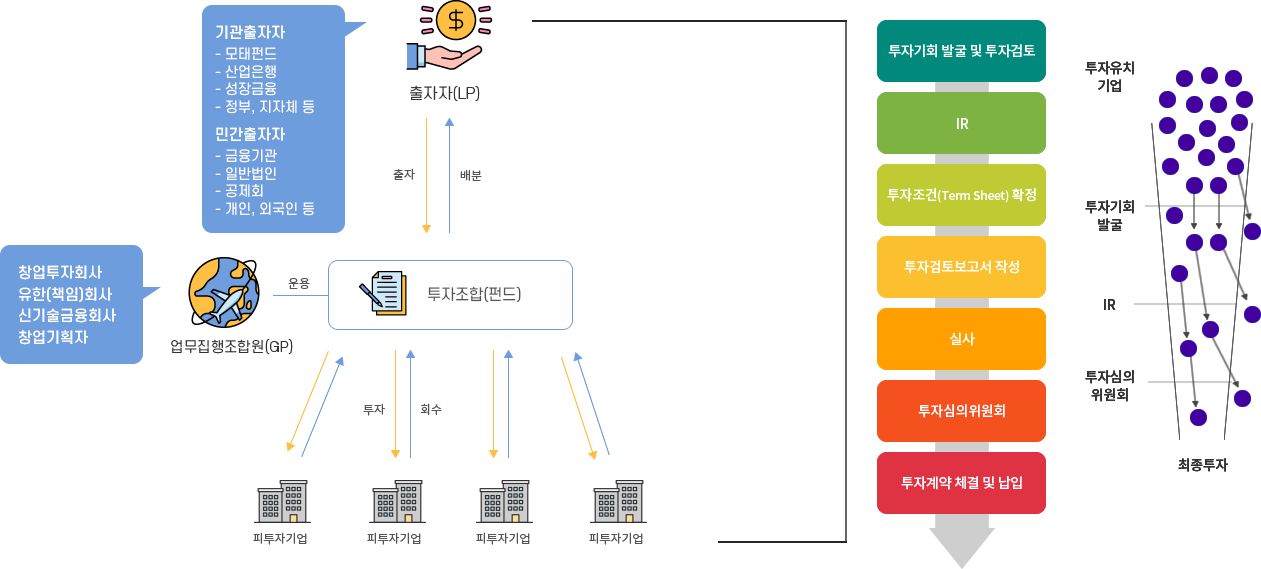 기관출자자
- 모태펀드
- 산업은행
- 성장금융
- 정부, 지자체 등
민간출자자
- 금융기관
- 일반법인
- 공제회
- 개인, 외국인 등
$
출자자(LP)
출자
배분
창업투자회사
유한(책임)회사
신기술금융회사
창업기획자
업무집행조합원(GP)
운용
투자조합(펀드)
투자
회수
피투자기업
피투자기업
피투자기업
피투자기업
투자기회 발굴 및 투자검토
IR
투자조건(Term Sheet) 확정
투자검토보고서 작성
실사
투자심의위원회
투자계약 체결 및 납입
투자유치
기업
투자기회
발굴
IR
투자심의
위원회
최종투자